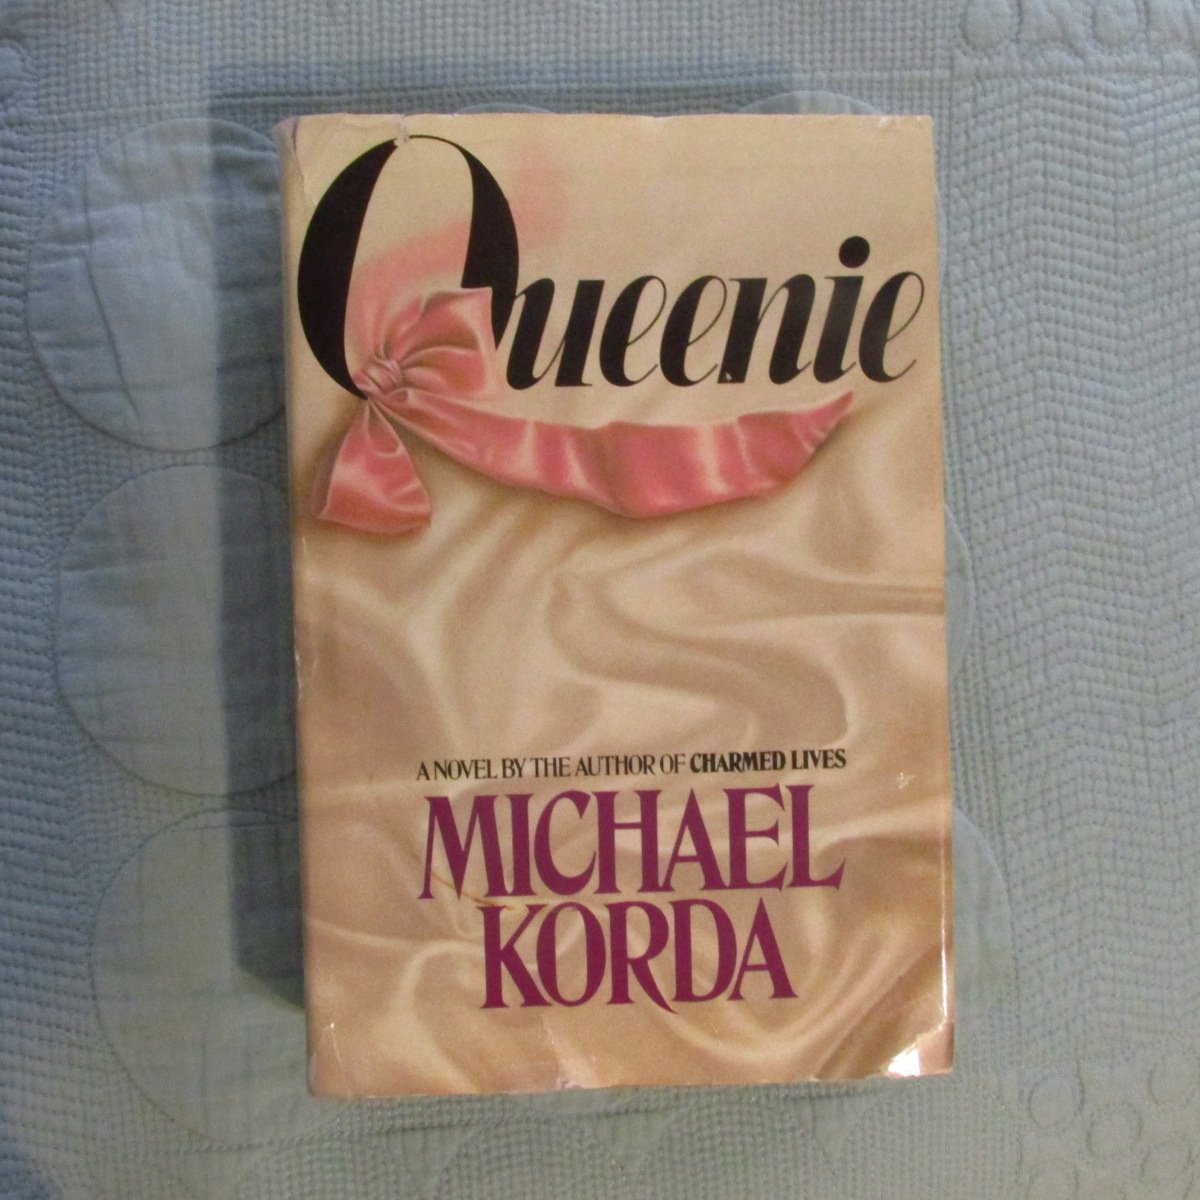 Queenie
A NOVEL BY THE AUTHOR OF CHARMED LIVES
MICHAEL
KORDA